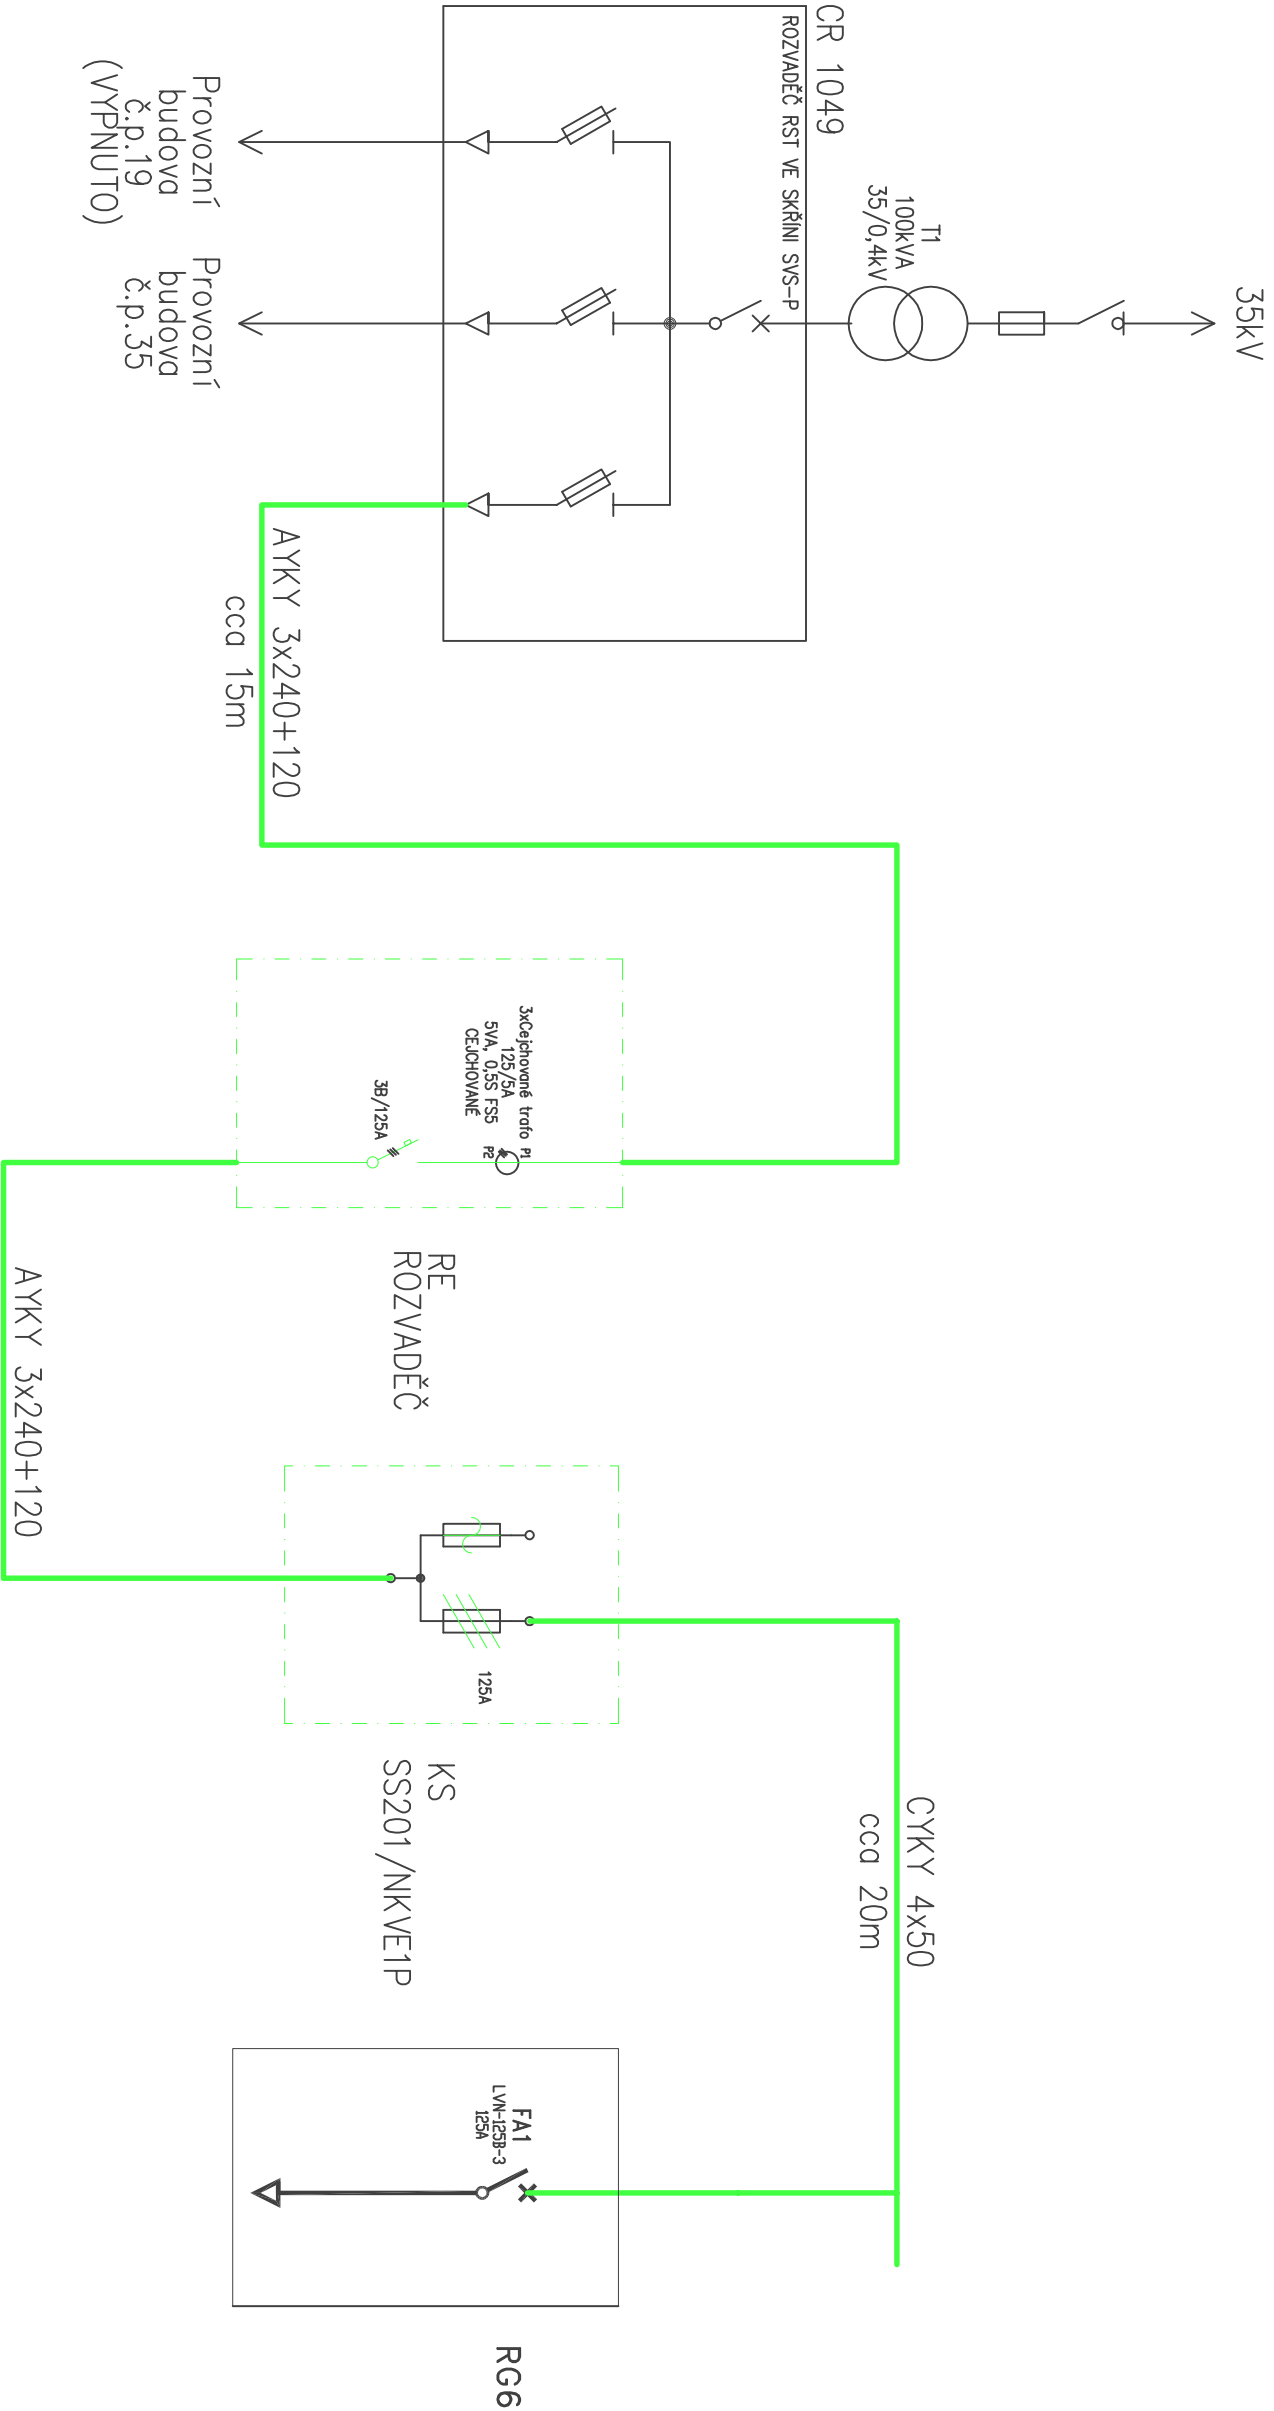 35kV
T1
100kVA
35/0,4kV
CR 1049
ROZVADĚČ RST VE SKŘÍNI SVS-P
Provozní
budova
č.p.19
(VYPNUTO)
Provozní
budova
č.p.35
AYKY 3x240+120
cca 15m
3xCejchované trafo
125/5A
5VA, 0,5S FS5
CEJCHOVANÉ
P1
P2
3B/125A
RE
ROZVADĚČ
AYKY 3x240+120
125A
KS
SS201/NKVE1P
CYKY 4x50
cca 20m
FA1
LVN-125B-3
125A
RG6